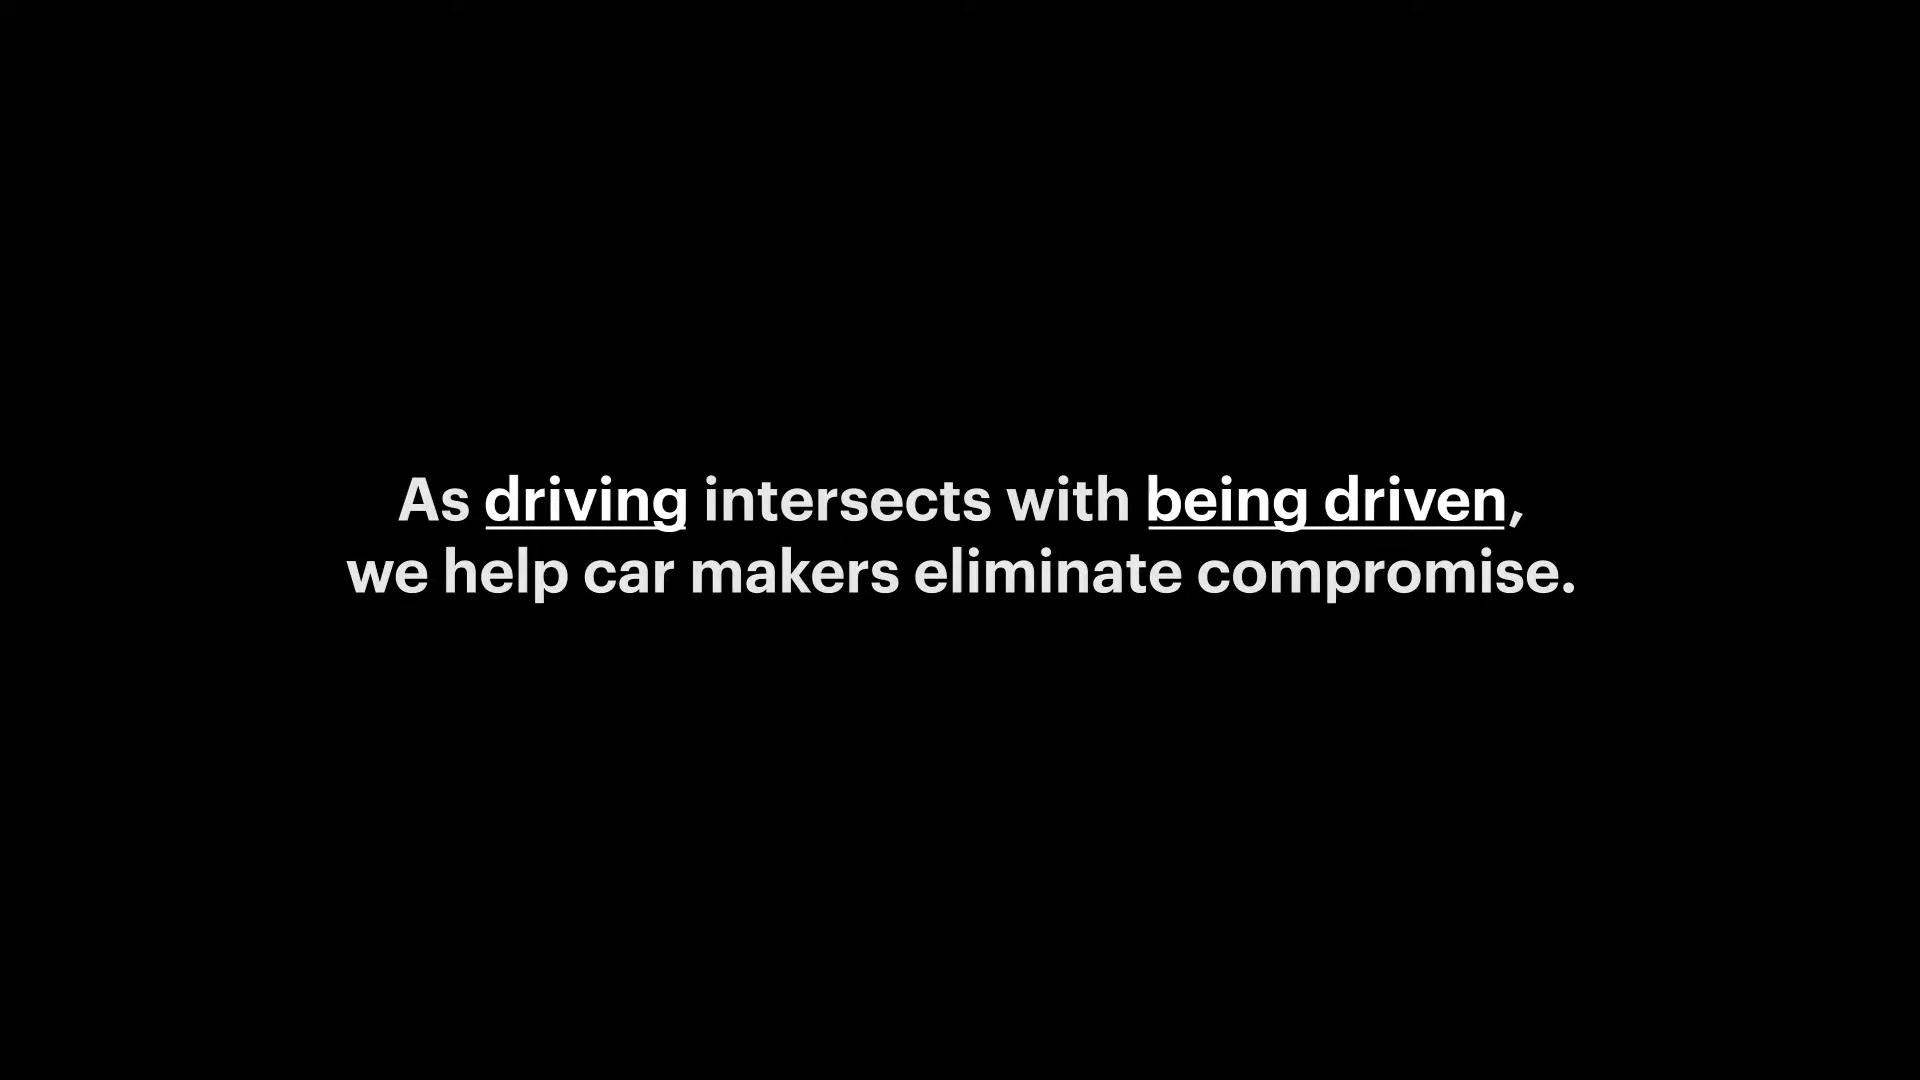 As driving intersects with being driven,
we help car makers eliminate compromise.